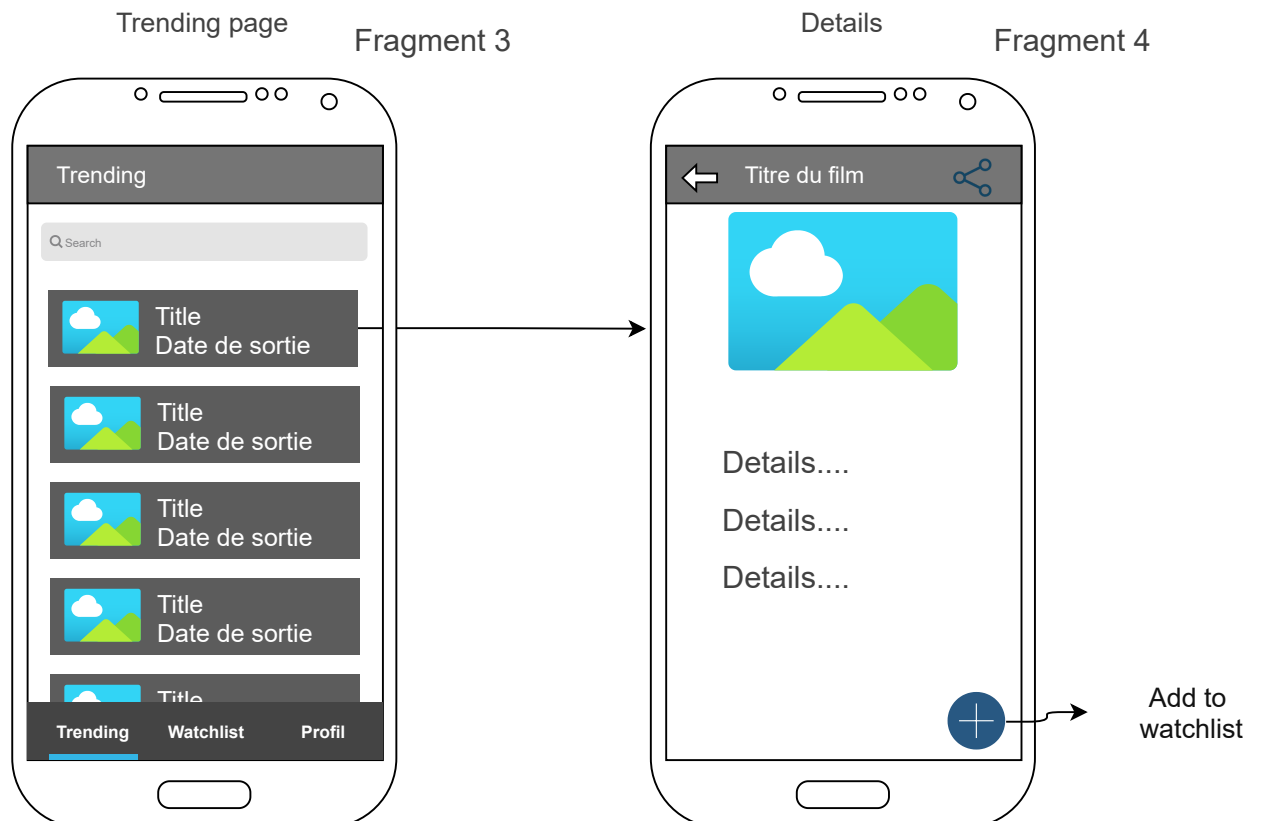 Trending page
Fragment 3
Trending
Search
Title
Date de sortie
Title
Date de sortie
Title
Date de sortie
Title
Date de sortie
Title
Trending
Watchlist
Profil
Details
Fragment 4
Titre du film
Details....
Details....
Details....
Add to
watchlist